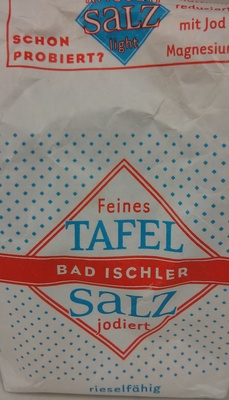 SALZ
light
SCHON
PROBIERT?
mit Jod
Magnesium
Feines
TAFEL
BAD ISCHLER
SALZ
jodiert
rieselfähig